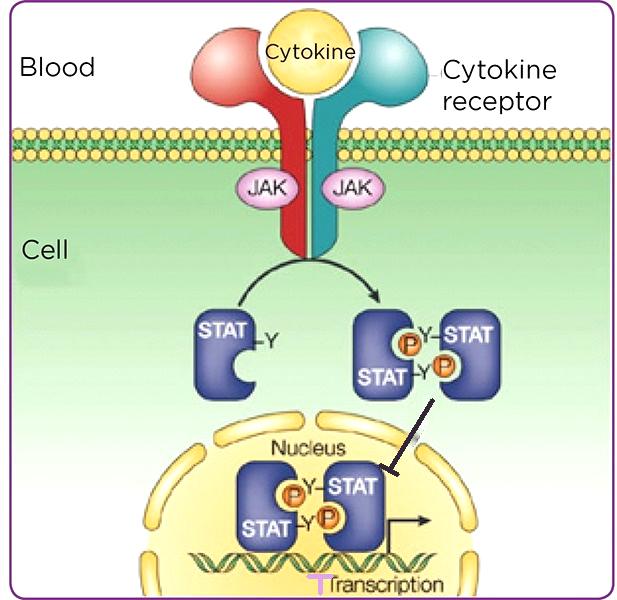 Cytokine
Blood
Cytokine
receptor
JAK
JAK
Cell
STAT
Y
P
Y
STAT
STAT
Y
P
Nucleus
P
Y
STAT
STAT
Y
P
Transcription